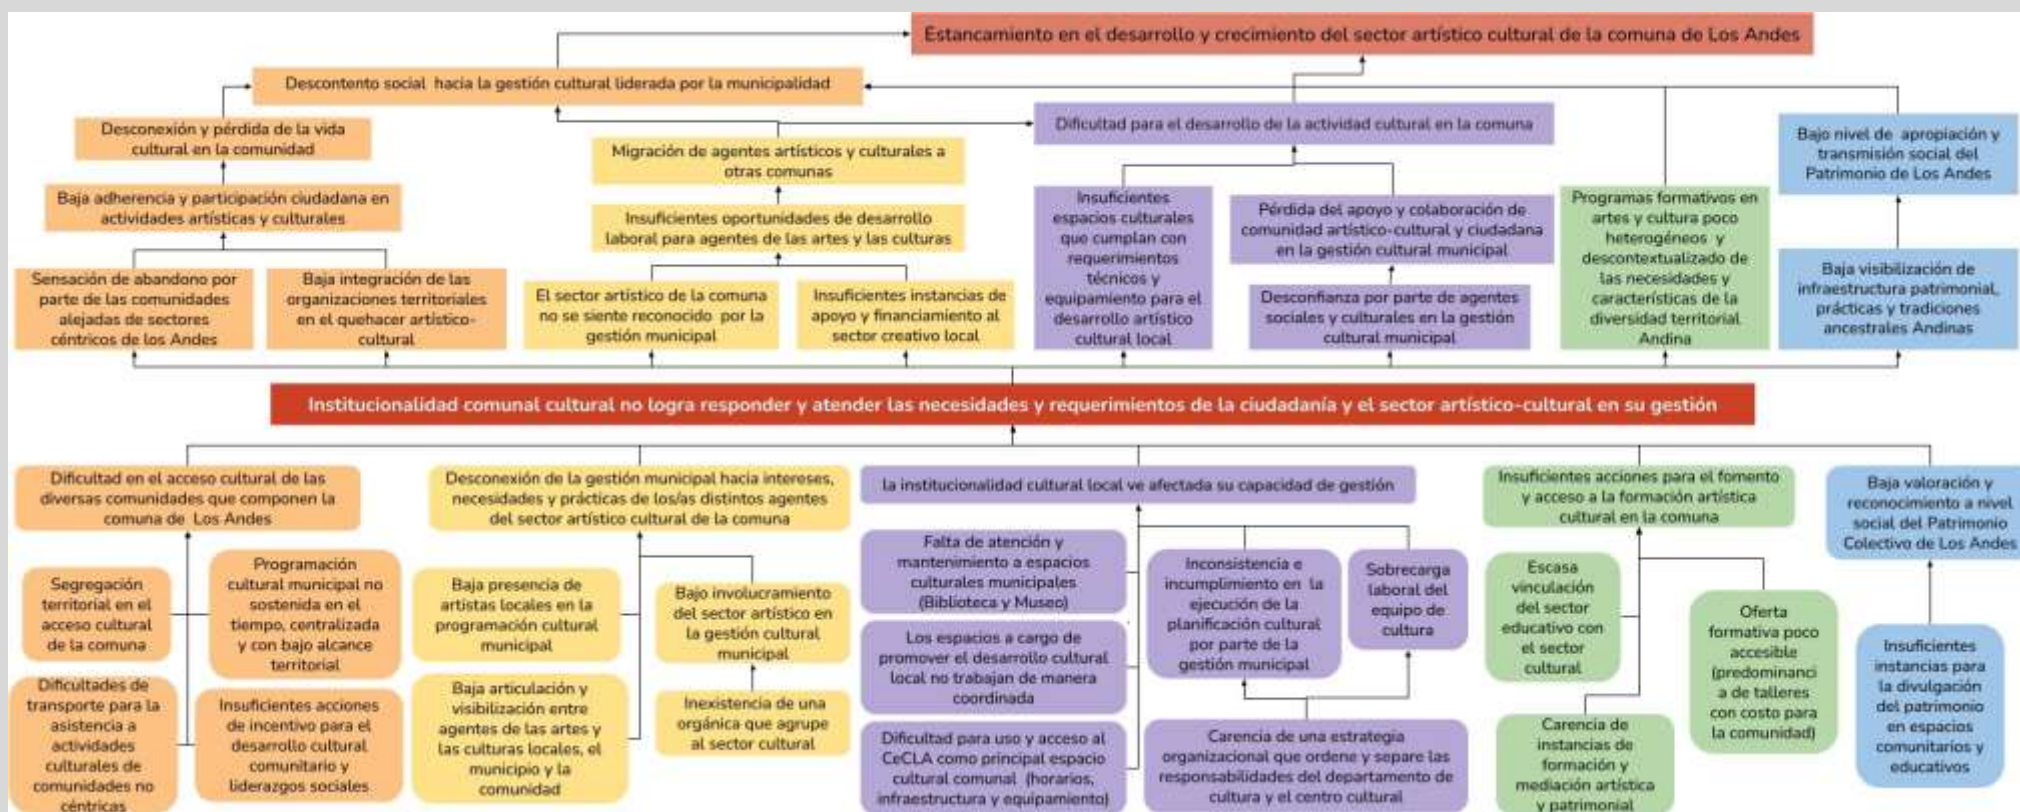 Estancamiento en el desarrollo y crecimiento del sector artístico cultural de la comuna de Los Andes
Descontento social hacia la gestión cultural liderada por la municipalidad
Desconexión y pérdida de la vida
cultural en la comunidad
Baja adherencia y participación ciudadana en
actividades artísticas y culturales
Sensación de abandono por
parte de las comunidades
alejadas de sectores
céntricos de los Andes
Baja integración de las
organizaciones territoriales
en el quehacer artístico-
cultural
Migración de agentes artísticos y culturales a
otras comunas
Insuficientes oportunidades de desarrollo
laboral para agentes de las artes y las culturas
El sector artístico de la comuna
no se siente reconocido por la
gestión municipal
Insuficientes instancias de
apoyo y financiamiento al
sector creativo local
Dificultad para el desarrollo de la actividad cultural en la comuna
Insuficientes
espacios culturales
que cumplan con
requerimientos
técnicos y
equipamiento para el
desarrollo artístico
cultural local
Pérdida del apoyo y colaboración de
comunidad artístico-cultural y ciudadana
en la gestión cultural municipal
Desconfianza por parte de agentes
sociales y culturales en la gestión
cultural municipal
Programas formativos en
artes y cultura poco
heterogéneos y
descontextualizado de
las necesidades y
características de la
diversidad territorial
Andina
Bajo nivel de apropiación y
transmisión social del
Patrimonio de Los Andes
Baja visibilización de
infraestructura patrimonial,
prácticas y tradiciones
ancestrales Andinas
Institucionalidad comunal cultural no logra responder y atender las necesidades y requerimientos de la ciudadanía y el sector artístico-cultural en su gestión
Dificultad en el acceso cultural de las
diversas comunidades que componen la
comuna de Los Andes
Segregación
territorial en el
acceso cultural
de la comuna
Programación
cultural municipal no
sostenida en el
tiempo, centralizada
y con bajo alcance
territorial
Dificultades de
transporte para la
asistencia a
actividades
culturales de
comunidades no
céntricas
Insuficientes acciones
de incentivo para el
desarrollo cultural
comunitario y
liderazgos sociales
Desconexión de la gestión municipal hacia intereses,
necesidades y prácticas de los/as distintos agentes
del sector artístico cultural de la comuna
Baja presencia de
artistas locales en la
programación cultural
municipal
Bajo involucramiento
del sector artístico en
la gestión cultural
municipal
Baja articulación y
visibilización entre
agentes de las artes y
las culturas locales, el
municipio y la
comunidad
Inexistencia de una
orgánica que agrupe
al sector cultural
la institucionalidad cultural local ve afectada su capacidad de gestión
Falta de atención y
mantenimiento a espacios
culturales municipales
(Biblioteca y Museo)
Los espacios a cargo de
promover el desarrollo cultural
local no trabajan de manera
coordinada
Dificultad para uso y acceso al
CeCLA como principal espacio
cultural comunal (horarios,
infraestructura y equipamiento)
Inconsistencia e
incumplimiento en la
ejecución de la
planificación cultural
por parte de la
gestión municipal
Sobrecarga
laboral del
equipo de
cultura
Carencia de una estrategia
organizacional que ordene y separe las
responsabilidades del departamento de
cultura y el centro cultural
Insuficientes acciones para el fomento
y acceso a la formación artística
cultural en la comuna
Escasa
vinculación
del sector
educativo con
el sector
cultural
Oferta
formativa poco
accesible
(predominanci
a de talleres
con costo para
la comunidad)
Carencia de
instancias de
formación y
mediación artística
y patrimonial
Baja valoración y
reconocimiento a nivel
social del Patrimonio
Colectivo de Los Andes
Insuficientes
instancias para
la divulgación
del patrimonio
en espacios
comunitarios y
educativos